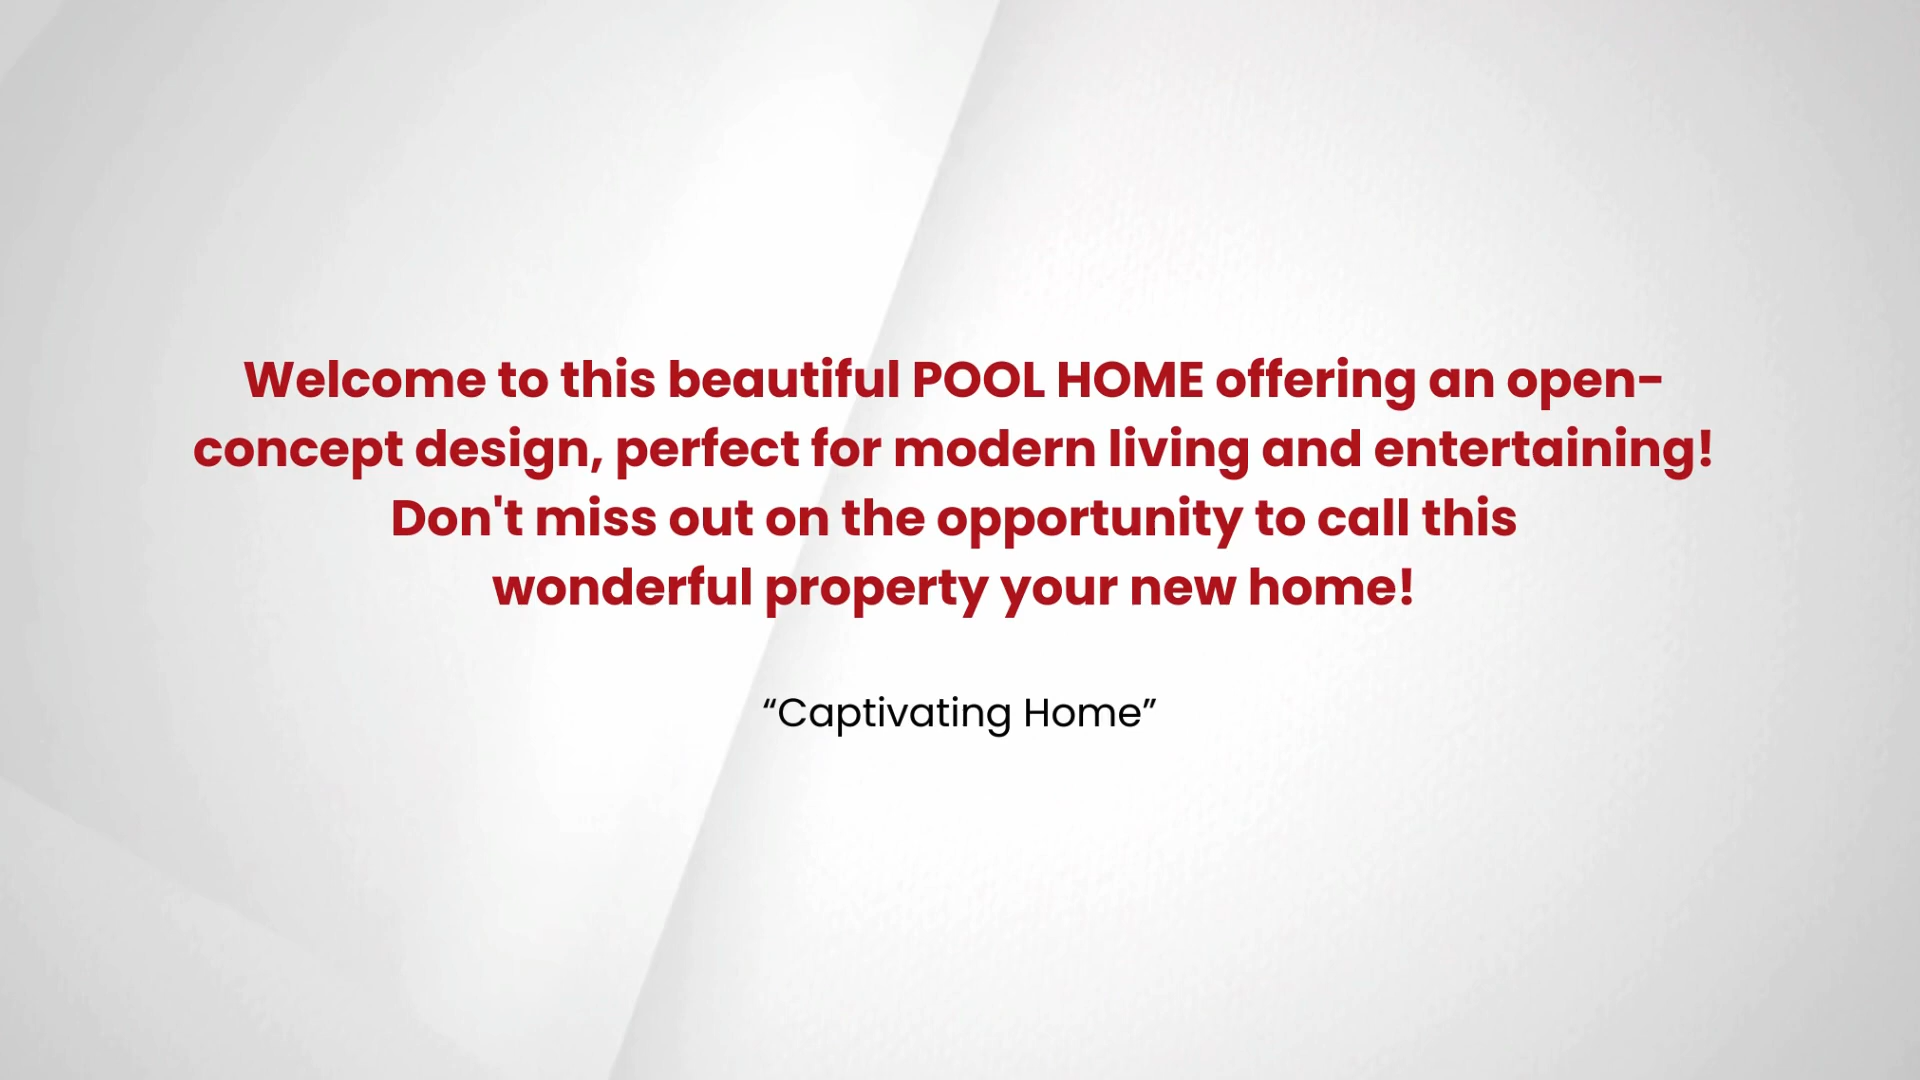 Welcome to this beautiful POOL HOME offering an open-
concept design, perfect for modern living and entertaining!
Don't miss out on the opportunity to call this
wonderful property your new home!
“Captivating Home”